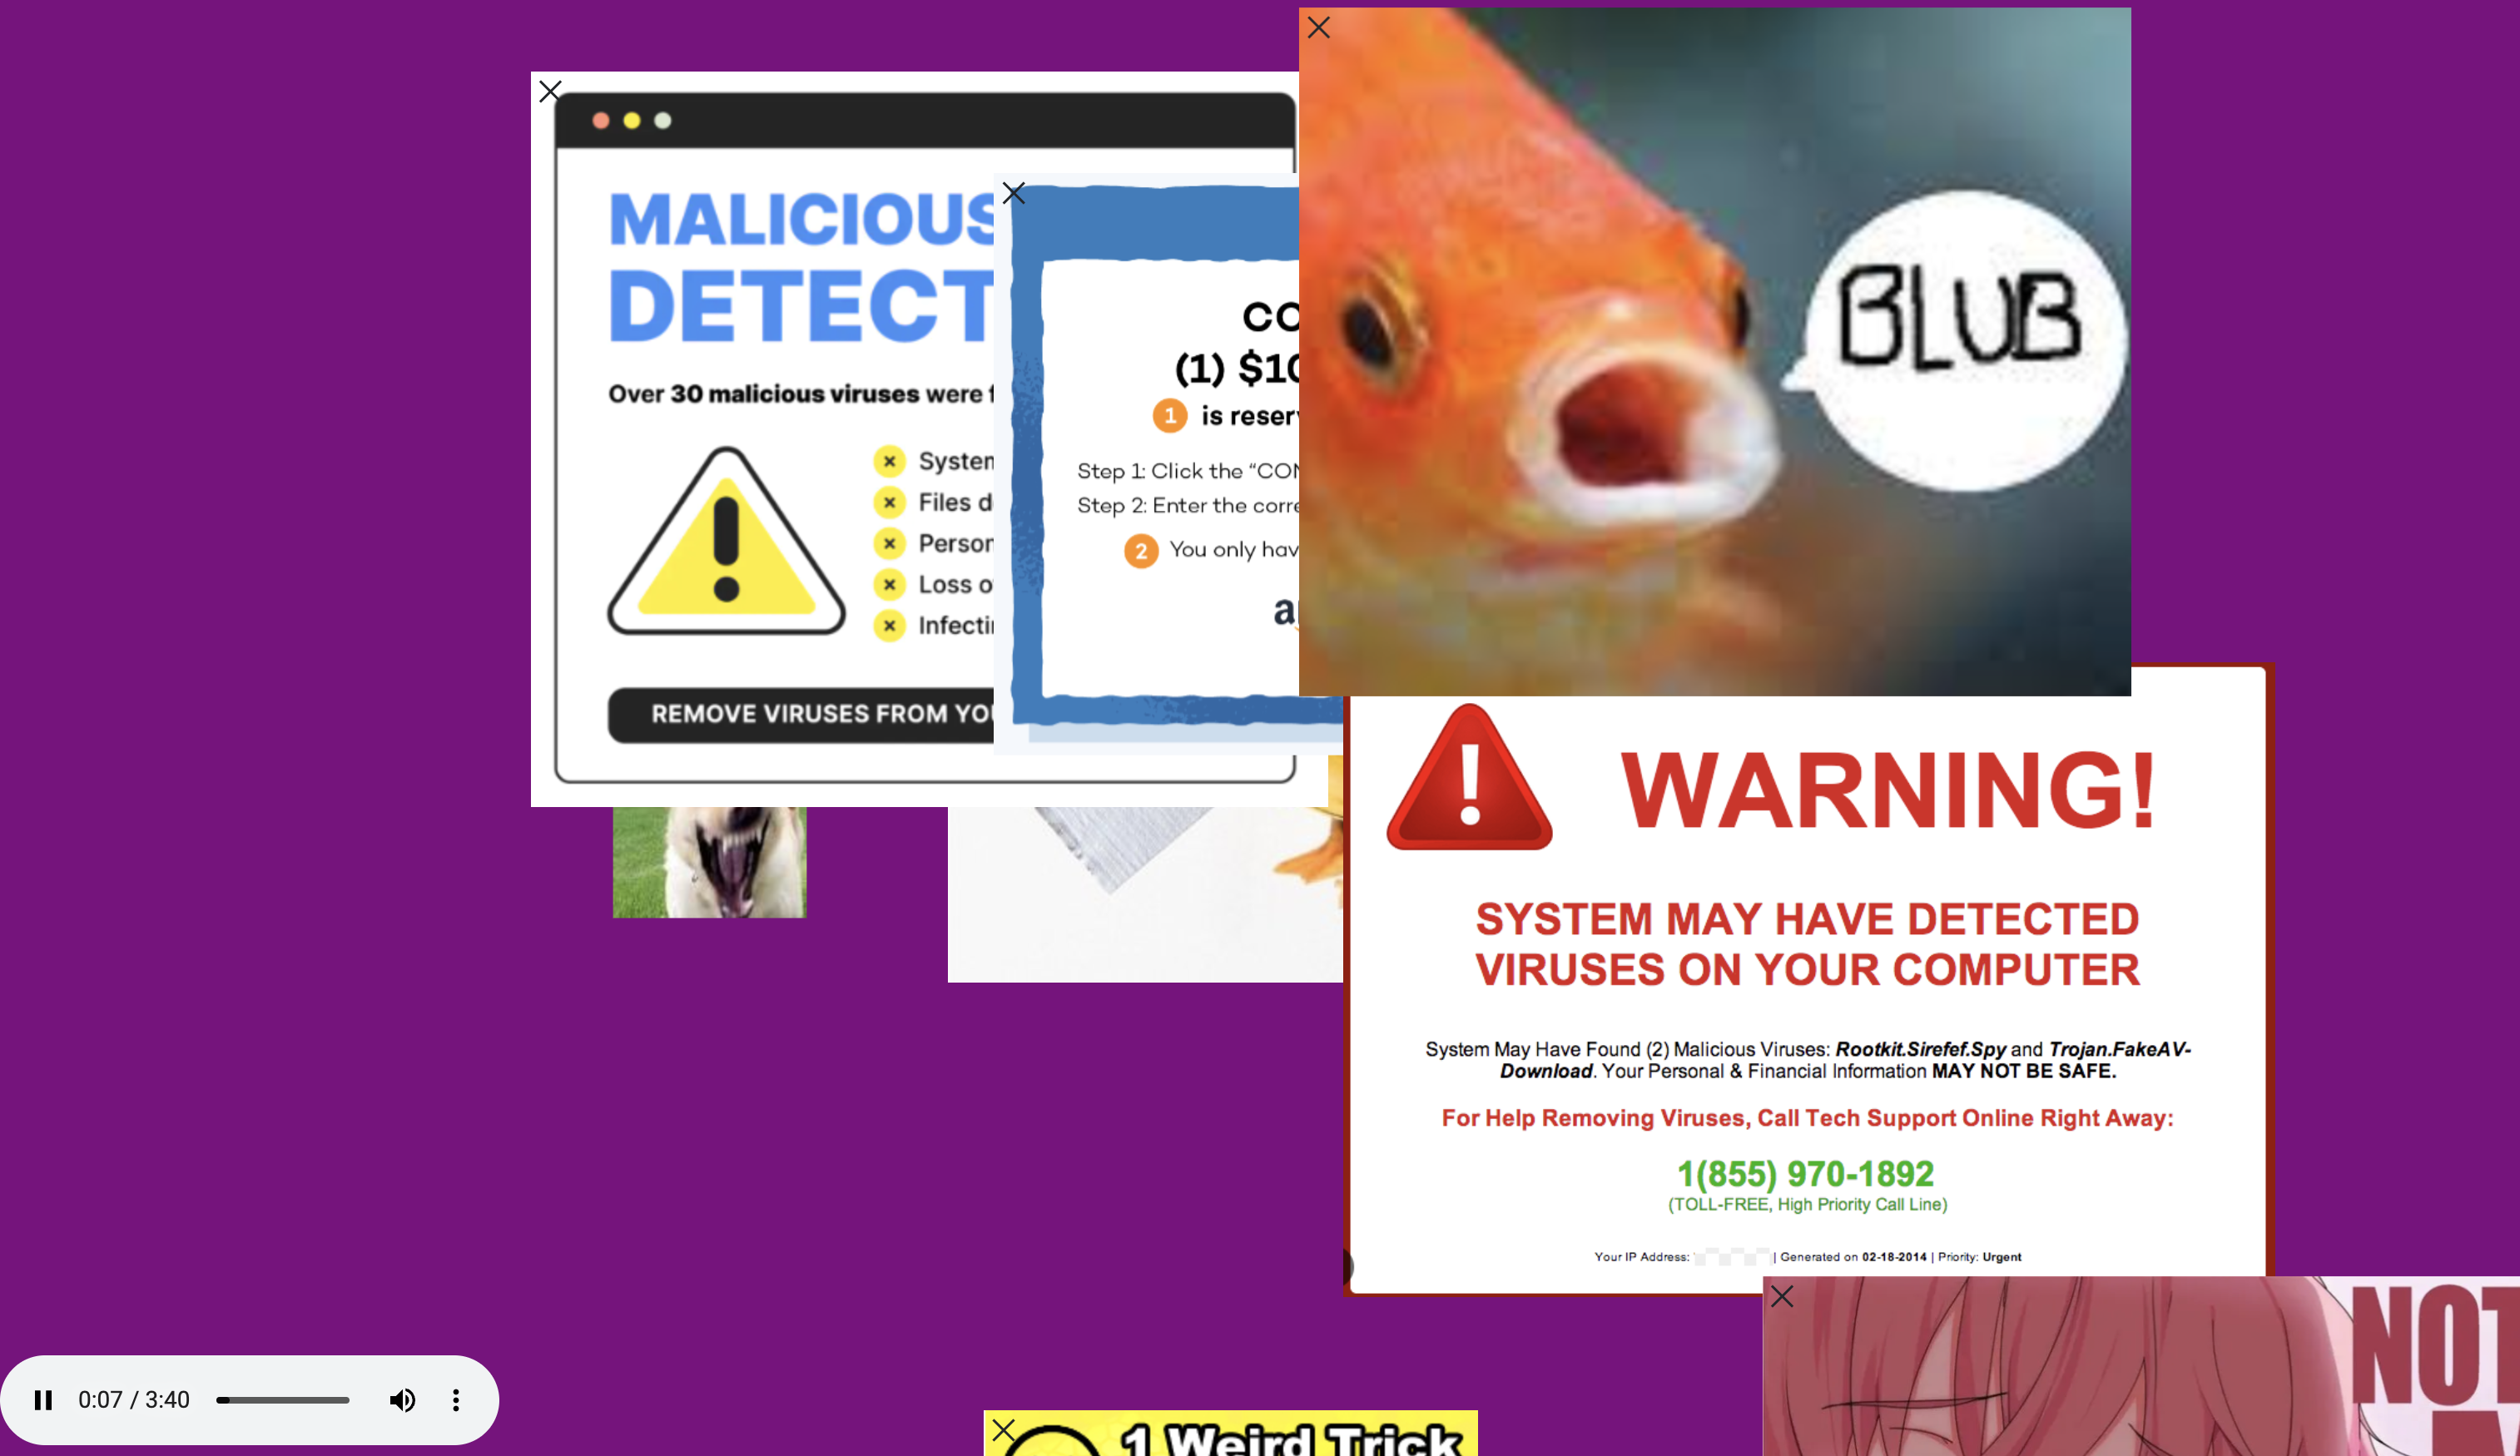 MALICIOUS
DETECT
Over 30 malicious viruses were
System
Files d
Person
Loss o
Infecti
REMOVE VIRUSES FROM YOU
CO
(1) $10
1 is reser
Step 1: Click the “CON
Step 2: Enter the corre
2 You only hav
a
BLUB
WARNING!
SYSTEM MAY HAVE DETECTED
VIRUSES ON YOUR COMPUTER
System May Have Found (2) Malicious Viruses: Rootkit.Sirefef.Spy and Trojan.FakeAV-
Download. Your Personal & Financial Information MAY NOT BE SAFE.
For Help Removing Viruses, Call Tech Support Online Right Away:
1(855) 970-1892
(TOLL-FREE, High Priority Call Line)
Your IP Address: | Generated on 02-18-2014 | Priority: Urgent
NOT
0:07 / 3:40
1 Weird Trick